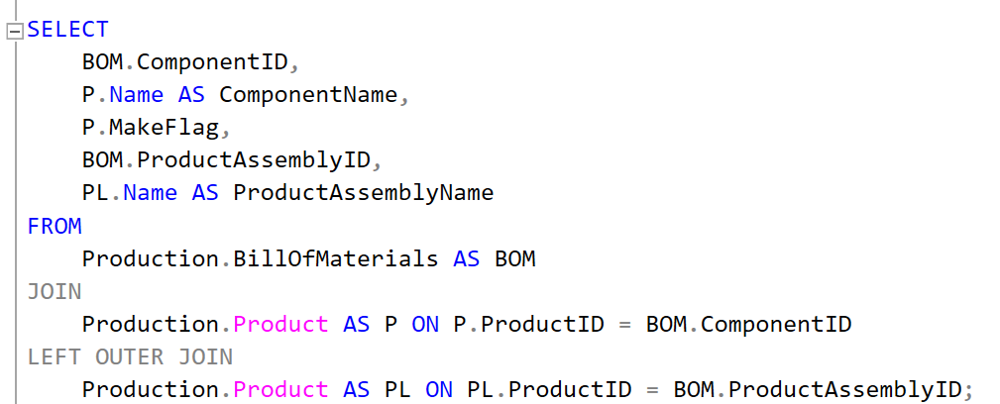 SELECT
BOM.ComponentID,
P.Name AS ComponentName,
P.MakeFlag,
BOM.ProductAssemblyID,
PL.Name AS ProductAssemblyName
FROM
Production.BillOfMaterials AS BOM
JOIN
Production.Product AS P ON P.ProductID = BOM.ComponentID
LEFT OUTER JOIN
Production.Product AS PL ON PL.ProductID = BOM.ProductAssemblyID;